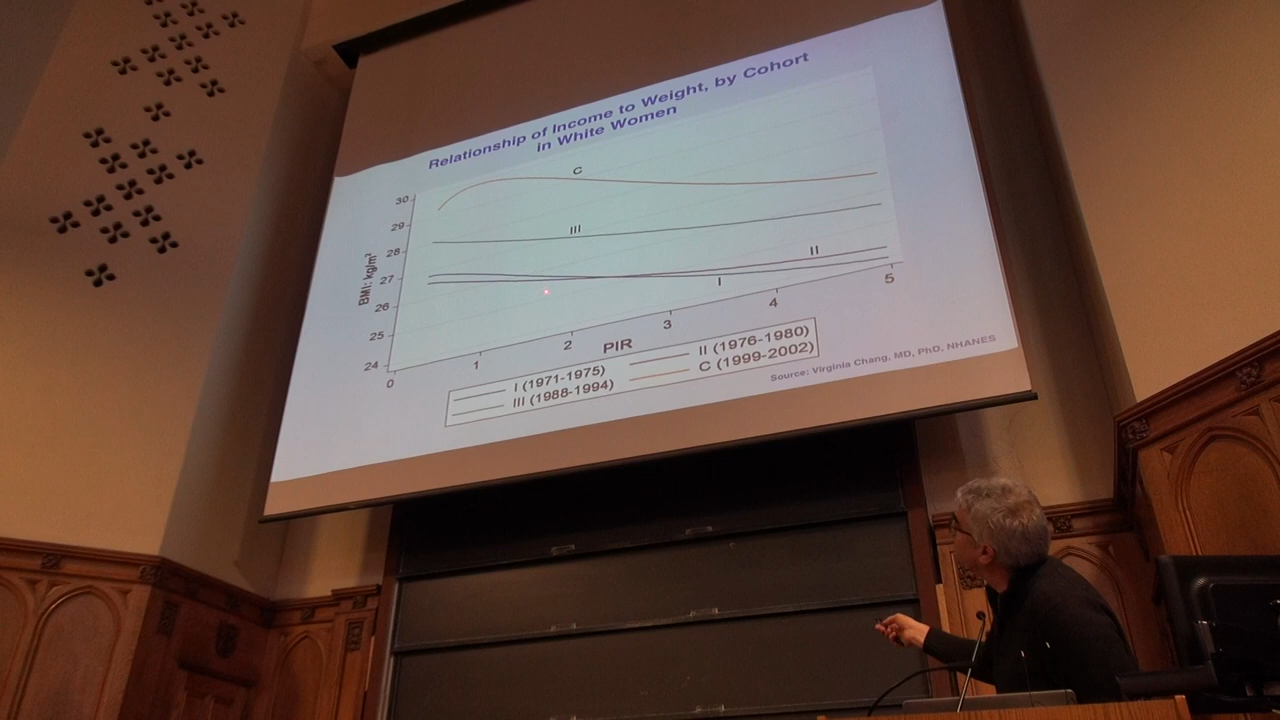 Relationship of Income to Weight, by Cohort
in White Women
C
30
29
III
28
II
27
I
26
25
24
BMI: kg/m²
0
1
2
3
4
5
PIR
I (1971-1975)
II (1976-1980)
III (1988-1994)
C (1999-2002)
Source: Virginia Chang, MD, PhD, NHANES